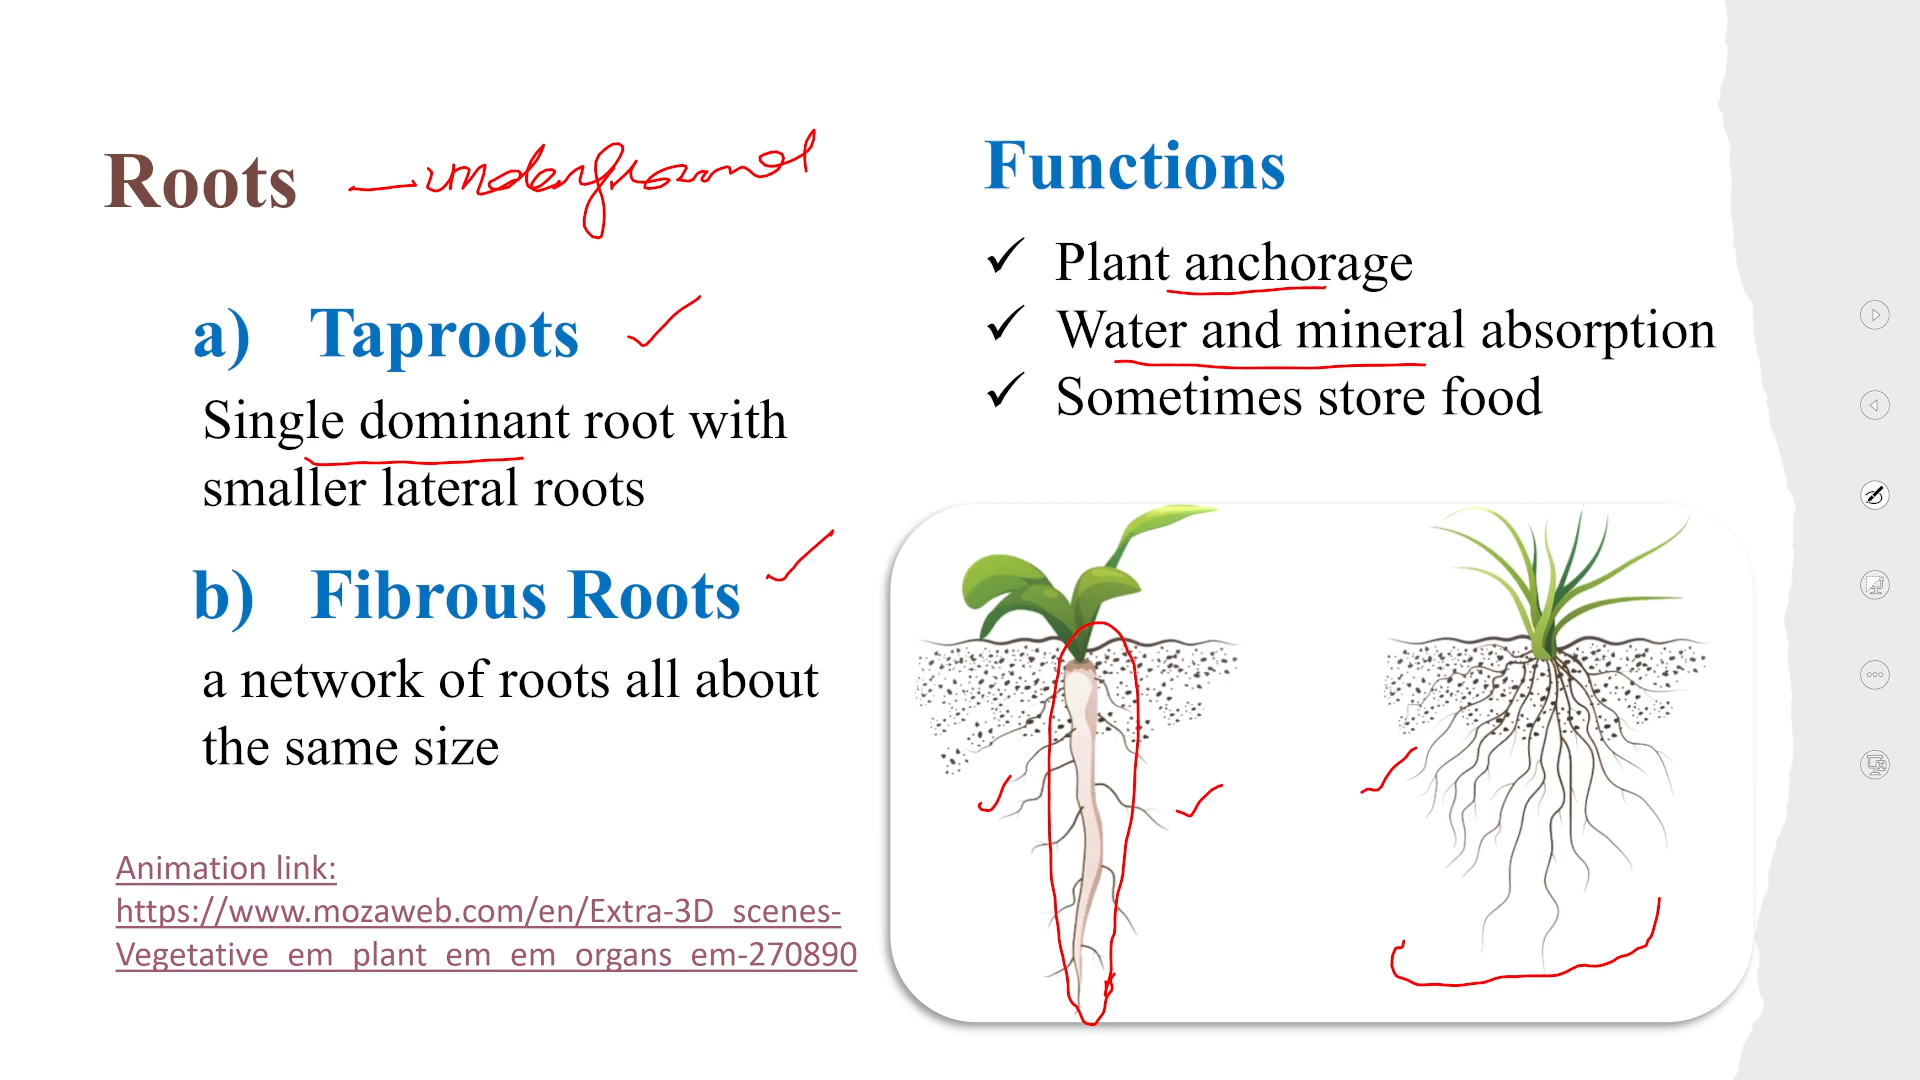 Roots —underground
a) Taproots
Single dominant root with
smaller lateral roots
b) Fibrous Roots
a network of roots all about
the same size
Animation link:
https://www.mozaweb.com/en/Extra-3D_scenes-
Vegetative_em_plant_em_em_organs_em-270890
Functions
✓ Plant anchorage
✓ Water and mineral absorption
✓ Sometimes store food